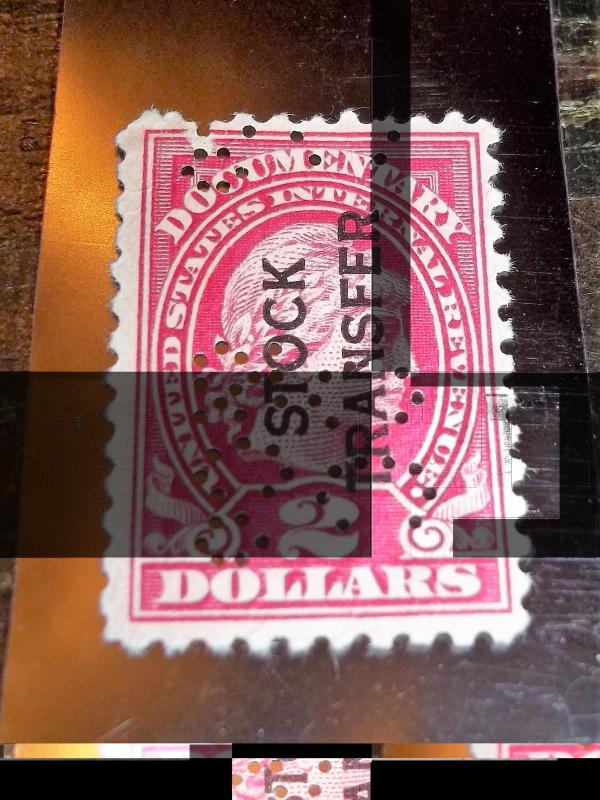 DOCUMENTARY
UNITED STATES INTERNAL REVENUE
STOCK
TRANSFER
2
DOLLARS